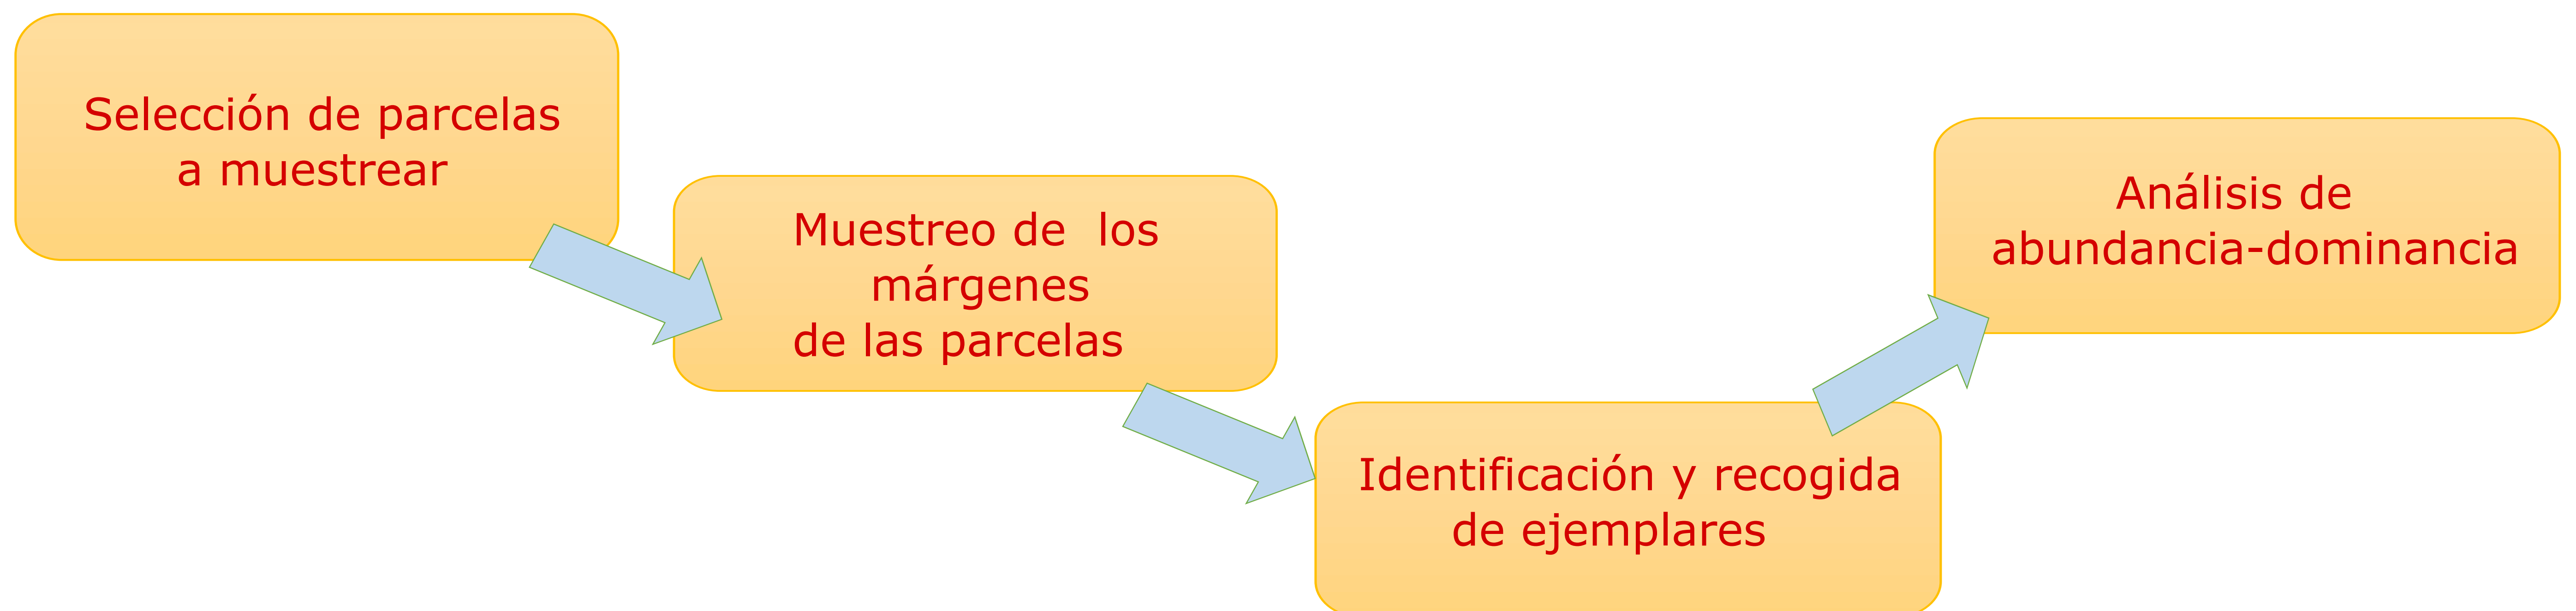 Selección de parcelas
a muestrear
Muestreo de  los
márgenes
de las parcelas
Identificación y recogida
de ejemplares
Análisis de
abundancia-dominancia